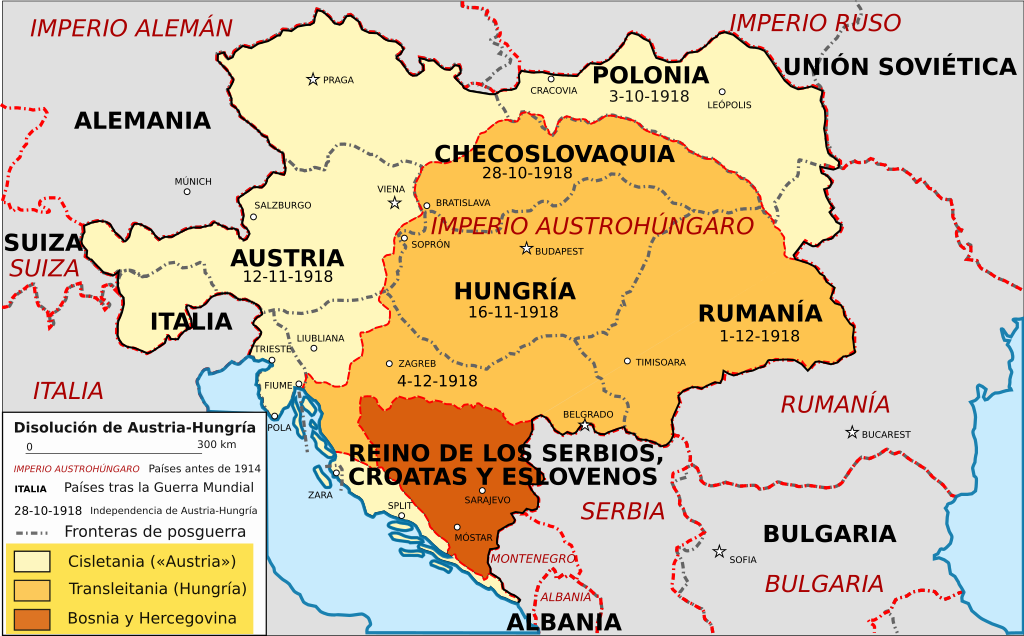 IMPERIO ALEMÁN
IMPERIO RUSO
UNIÓN SOVIÉTICA
POLONIA
3-10-1918
PRAGA
CRACOVIA
LEÓPOLIS
ALEMANIA
CHECOSLOVAQUIA
28-10-1918
MÚNICH
VIENA
SALZBURGO
BRATISLAVA
IMPERIO AUSTROHÚNGARO
SUIZA
SUIZA
SOPRÓN
BUDAPEST
AUSTRIA
12-11-1918
HUNGRÍA
16-11-1918
RUMANÍA
1-12-1918
ITALIA
LIUBLIANA
TRIESTE
ZAGREB
TIMISOARA
4-12-1918
FIUME
ITALIA
RUMANÍA
BELGRADO
BUCAREST
POLA
REINO DE LOS SERBIOS,
CROATAS Y ESLOVENOS
ZARA
SARAJEVO
SPLIT
SERBIA
MÓSTAR
BULGARIA
MONTENEGRO
SOFIA
BULGARIA
ALBANIA
ALBANÍA
Disolución de Austria-Hungría
0 300 km
IMPERIO AUSTROHÚNGARO Países antes de 1914
ITALIA Países tras la Guerra Mundial
28-10-1918 Independencia de Austria-Hungría
Fronteras de posguerra
Cisletania («Austria»)
Transleitania (Hungría)
Bosnia y Hercegovina